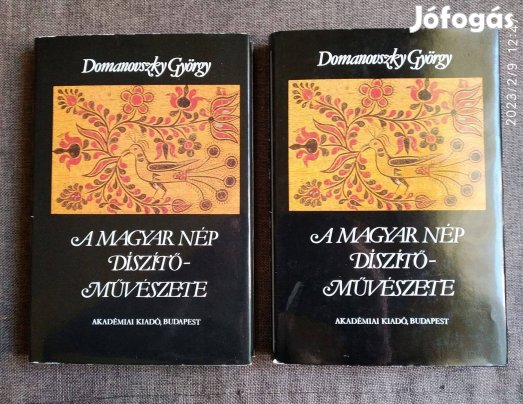 Jófogás
2023/2/9 12:4
Domanovszky György
A MAGYAR NÉP
DÍSZÍTŐ-
MŰVÉSZETE
AKADÉMIAI KIADÓ, BUDAPEST
Domanovszky György
A MAGYAR NÉP
DÍSZÍTŐ-
MŰVÉSZETE
AKADÉMIAI KIADÓ, BUDAPEST